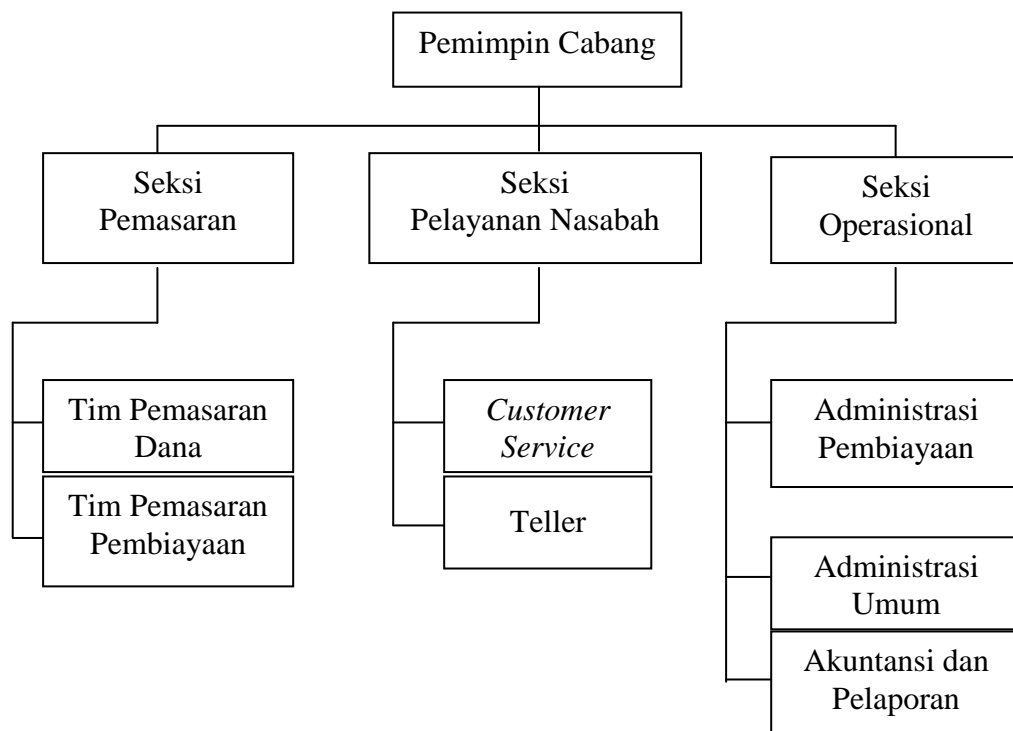 Pemimpin Cabang
Seksi
Pemasaran
Seksi
Pelayanan Nasabah
Seksi
Operasional
Tim Pemasaran
Dana
Tim Pemasaran
Pembiayaan
Customer
Service
Teller
Administrasi
Pembiayaan
Administrasi
Umum
Akuntansi dan
Pelaporan